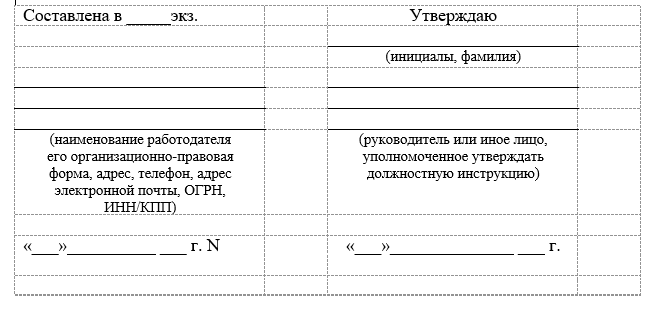 Составлена в _____экз.
Утверждаю
(инициалы, фамилия)
(наименование работодателя
его организационно-правовая
форма, адрес, телефон, адрес
электронной почты, ОГРН,
ИНН/КПП)
(руководитель или иное лицо,
уполномоченное утверждать
должностную инструкцию)
«___»__________ ___ г. N
«___»______________ ___ г.